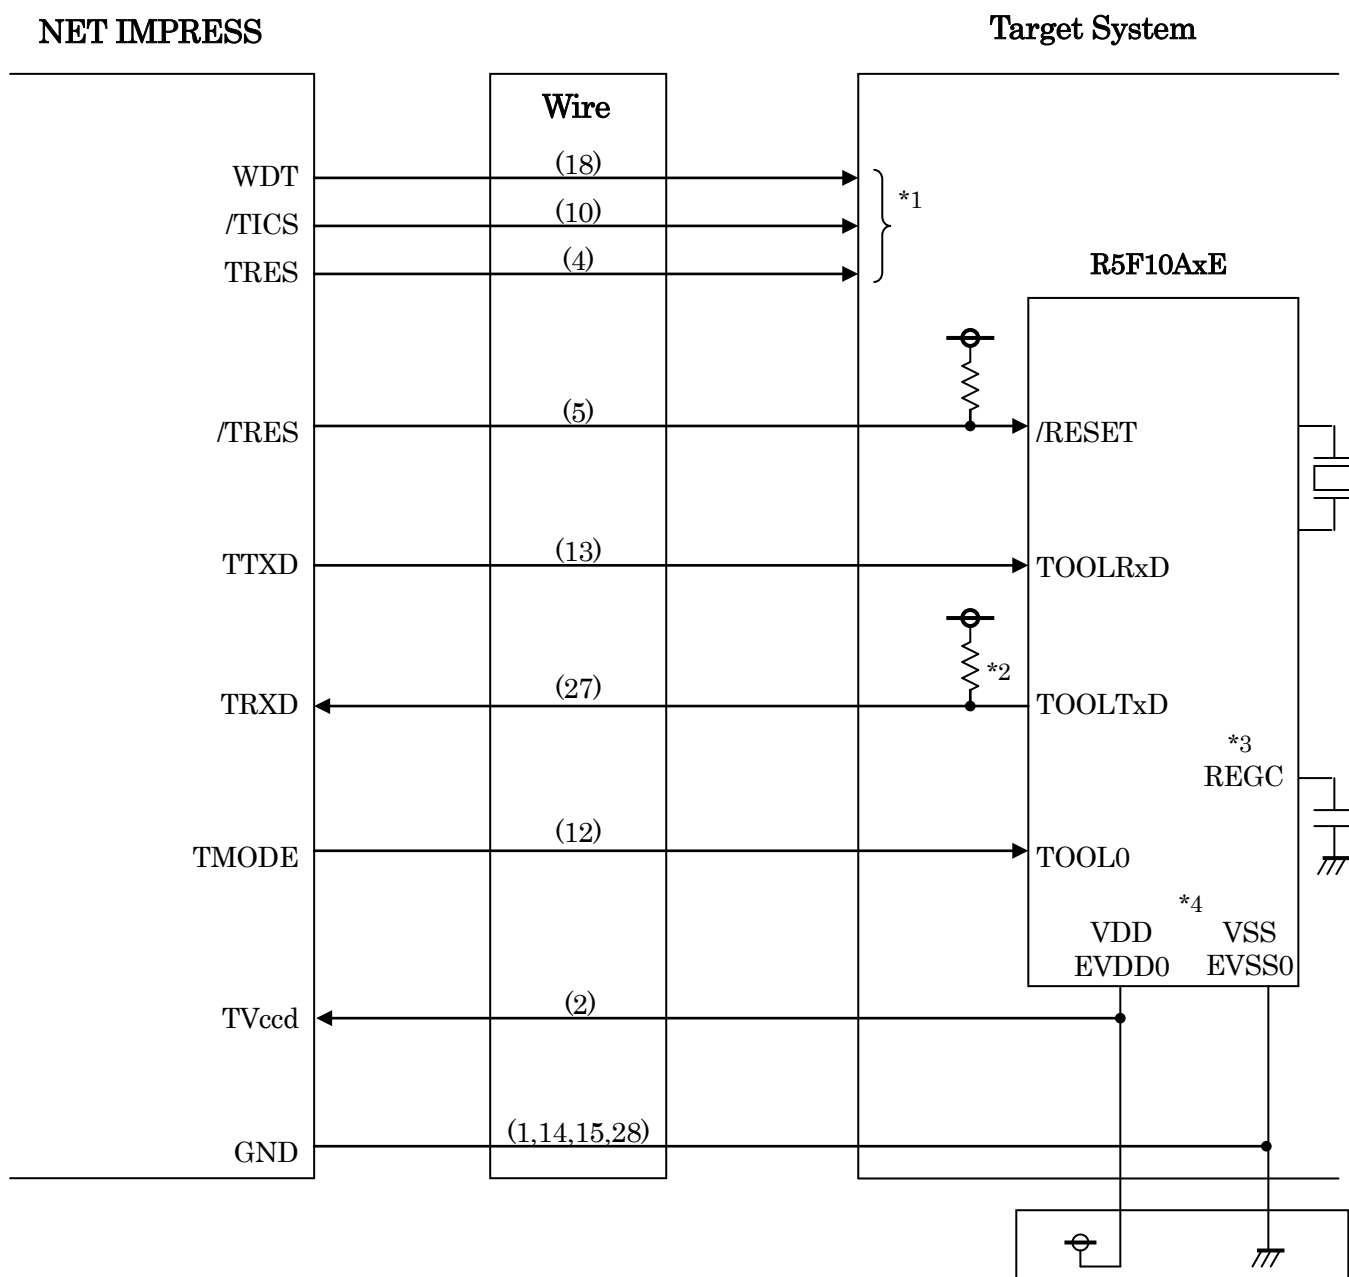 NET IMPRESS
Target System
Wire
WDT
(18)
*1
/TICS
(10)
TRES
(4)
R5F10AxE
/TRES
(5)
/RESET
TTXD
(13)
TOOLRxD
*2
TRXD
(27)
TOOLTxD
*3
REGC
TMODE
(12)
TOOL0
*4
VDD
VSS
EVDD0
EVSS0
TVccd
(2)
GND
(1,14,15,28)